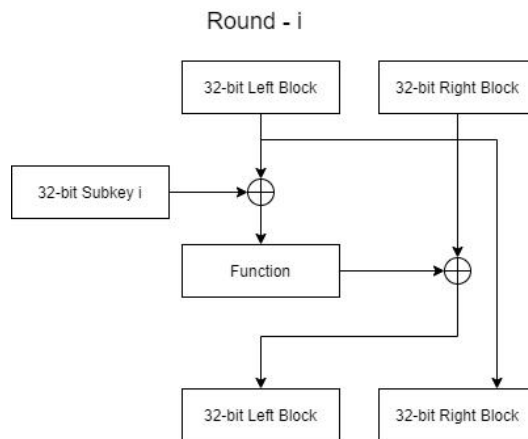 Round - i
32-bit Left Block
32-bit Right Block
32-bit Subkey i
Function
32-bit Left Block
32-bit Right Block